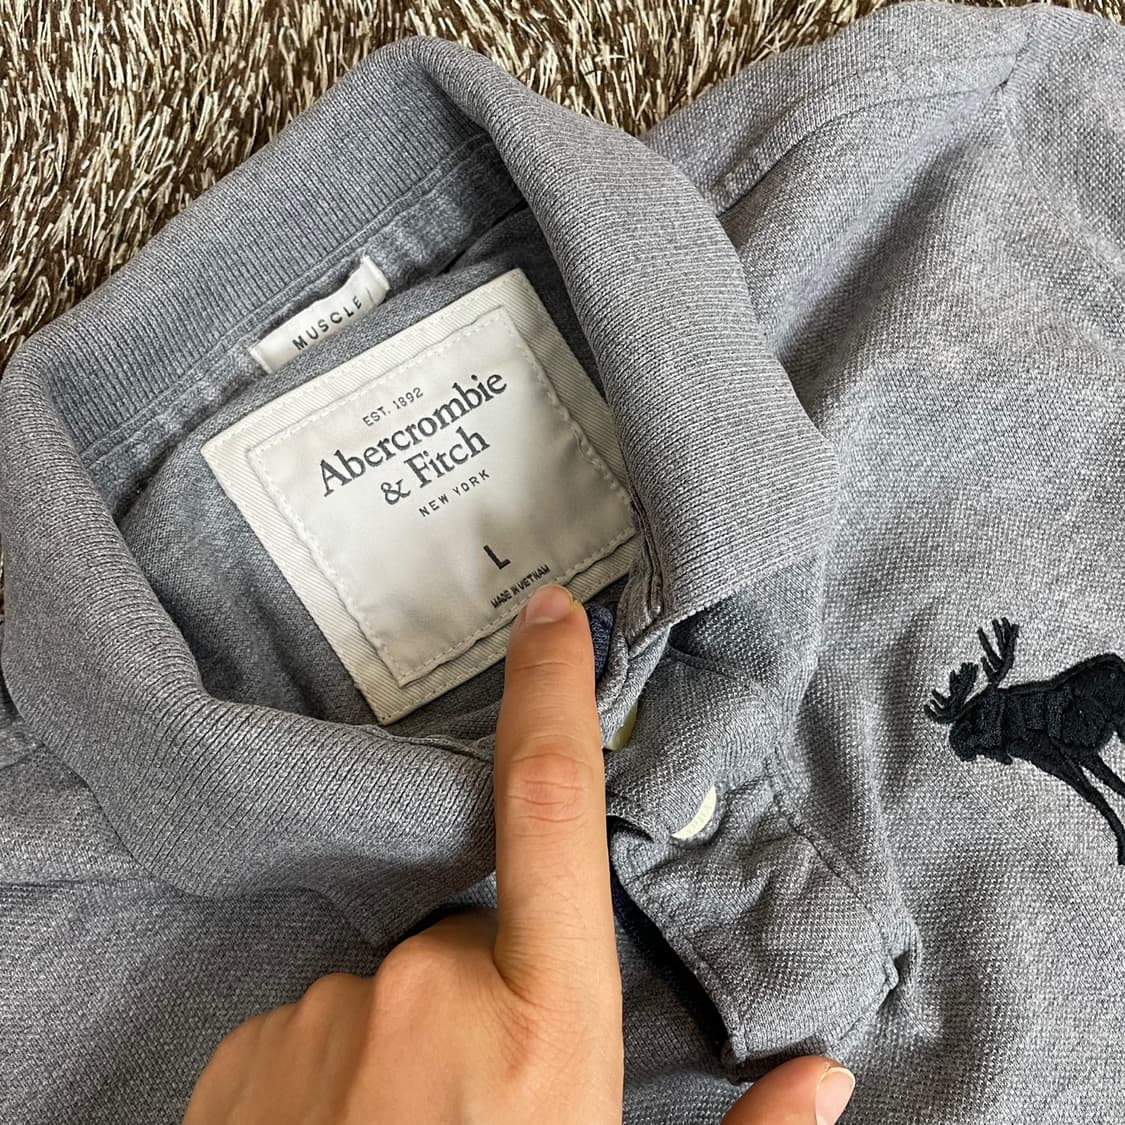 MUSCLE
EST. 1892
Abercrombie
& Fitch
NEW YORK
L
MADE IN VIETNAM